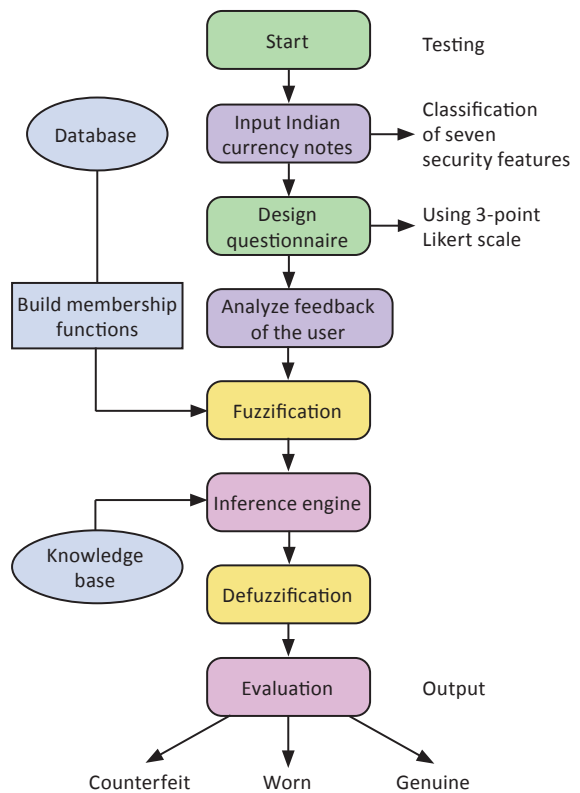 Start
Testing
Input Indian
currency notes
Classification
of seven
security features
Database
Design
questionnaire
Using 3-point
Likert scale
Build membership
functions
Analyze feedback
of the user
Fuzzification
Inference engine
Knowledge
base
Defuzzification
Evaluation
Output
Counterfeit
Worn
Genuine